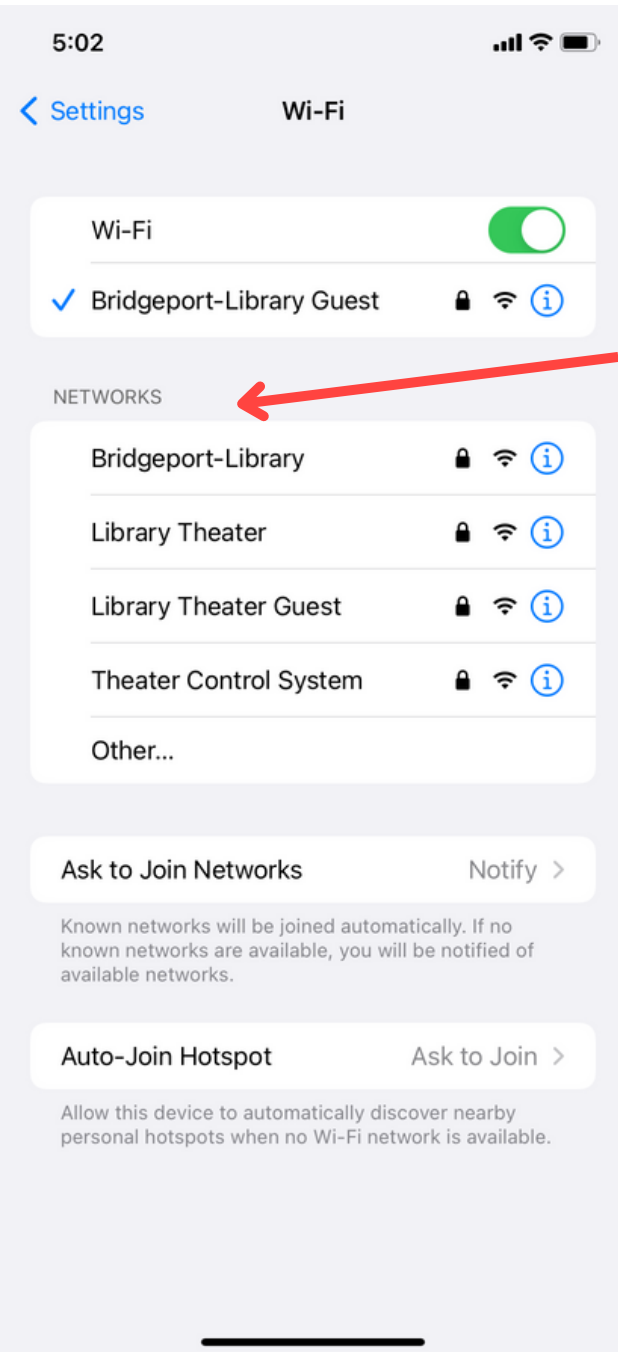 5:02
Settings
Wi-Fi
Wi-Fi
Bridgeport-Library Guest
NETWORKS
Bridgeport-Library
Library Theater
Library Theater Guest
Theater Control System
Other...
Ask to Join Networks Notify
Known networks will be joined automatically. If no
known networks are available, you will be notified of
available networks.
Auto-Join Hotspot Ask to Join
Allow this device to automatically discover nearby
personal hotspots when no Wi-Fi network is available.